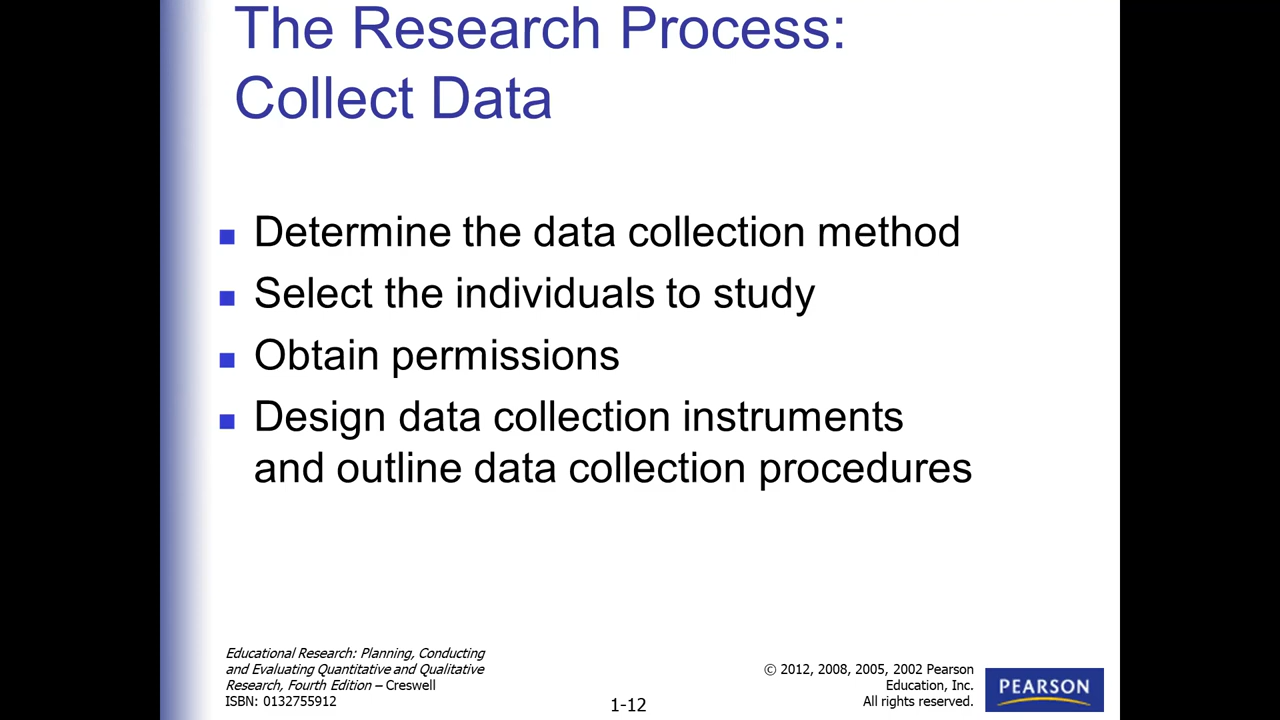 The Research Process:
Collect Data
Determine the data collection method
Select the individuals to study
Obtain permissions
Design data collection instruments
and outline data collection procedures
Educational Research: Planning, Conducting
and Evaluating Quantitative and Qualitative
Research, Fourth Edition – Creswell
ISBN: 0132755912
1-12
© 2012, 2008, 2005, 2002 Pearson
Education, Inc.
All rights reserved.
PEARSON